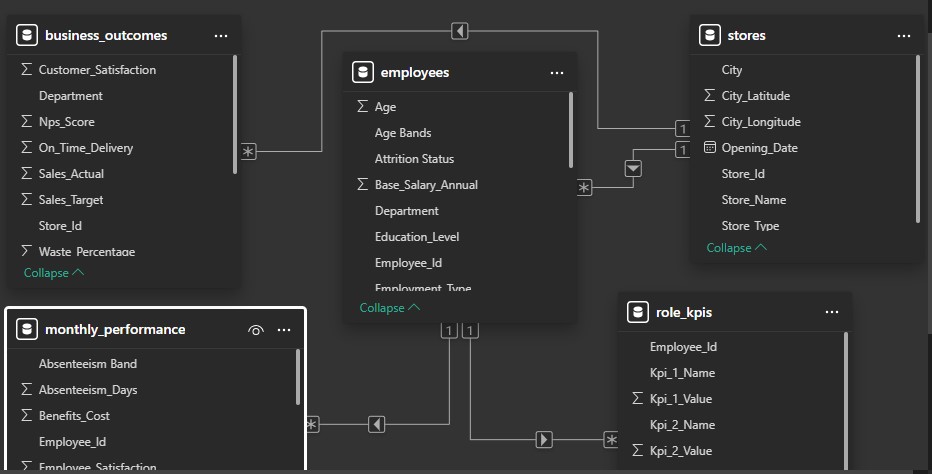 business_outcomes
Customer_Satisfaction
Department
Nps_Score
On_Time_Delivery
Sales_Actual
Sales_Target
Store_Id
Waste_Percentage
Collapse
employees
Age
Age Bands
Attrition Status
Base_Salary_Annual
Department
Education_Level
Employee_Id
Employment_Type
Collapse
stores
City
City_Latitude
City_Longitude
Opening_Date
Store_Id
Store_Name
Store_Type
Collapse
1
1
*
*
monthly_performance
Absenteeism Band
Absenteeism_Days
Benefits_Cost
Employee_Id
Employee_Satisfaction
1 1
*
*
role_kpis
Employee_Id
Kpi_1_Name
Kpi_1_Value
Kpi_2_Name
Kpi_2_Value